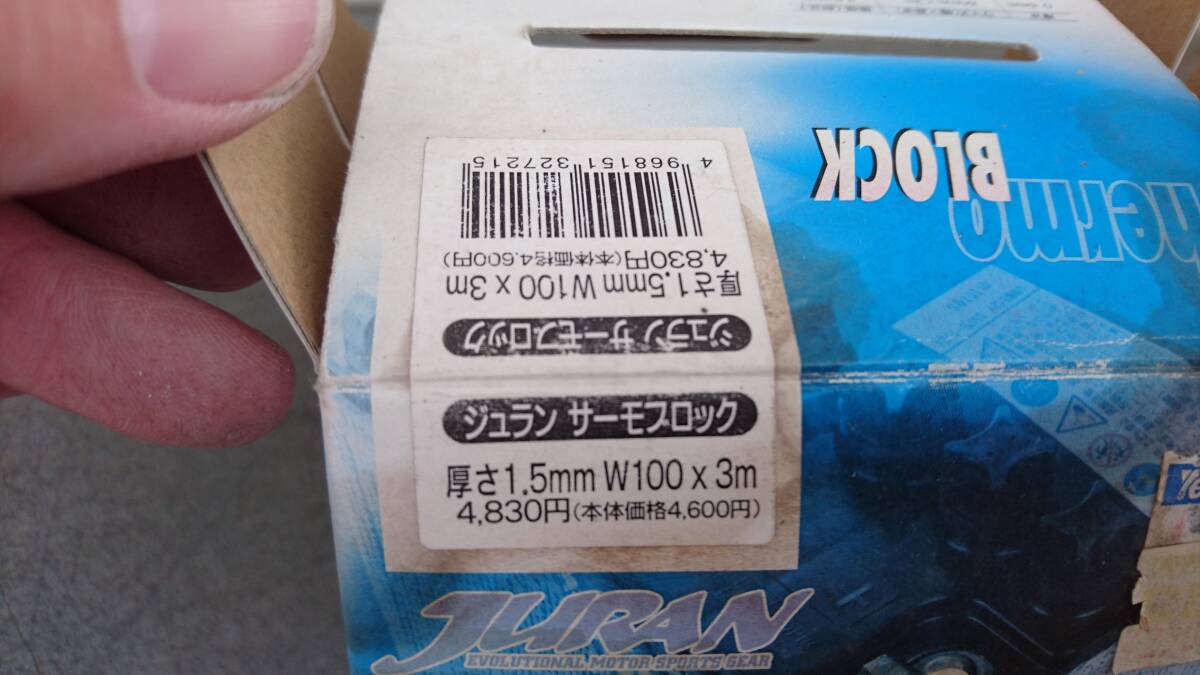 BLOCK
hermo
4 968151 327215
4,830円(本体価格4,600円)
厚さ1.5mm W100 x 3m
ジュラン サーモブロック
ジュラン サーモブロック
厚さ1.5mm W100 x 3m
4,830円(本体価格4,600円)
Ye
JURAN
EVOLUTIONAL MOTOR SPORTS GEAR